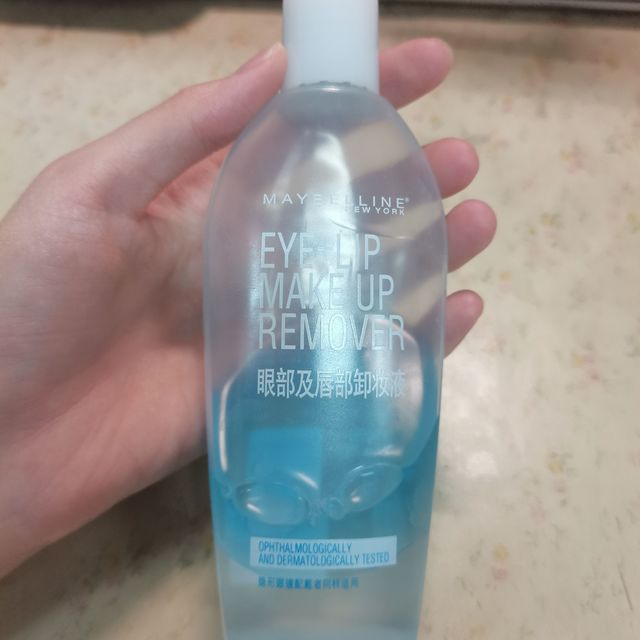 MAYBELLINE®
NEW YORK
EYE+LIP
MAKE UP
REMOVER
眼部及唇部卸妆液
OPHTHALMOLOGICALLY
AND DERMATOLOGICALLY TESTED